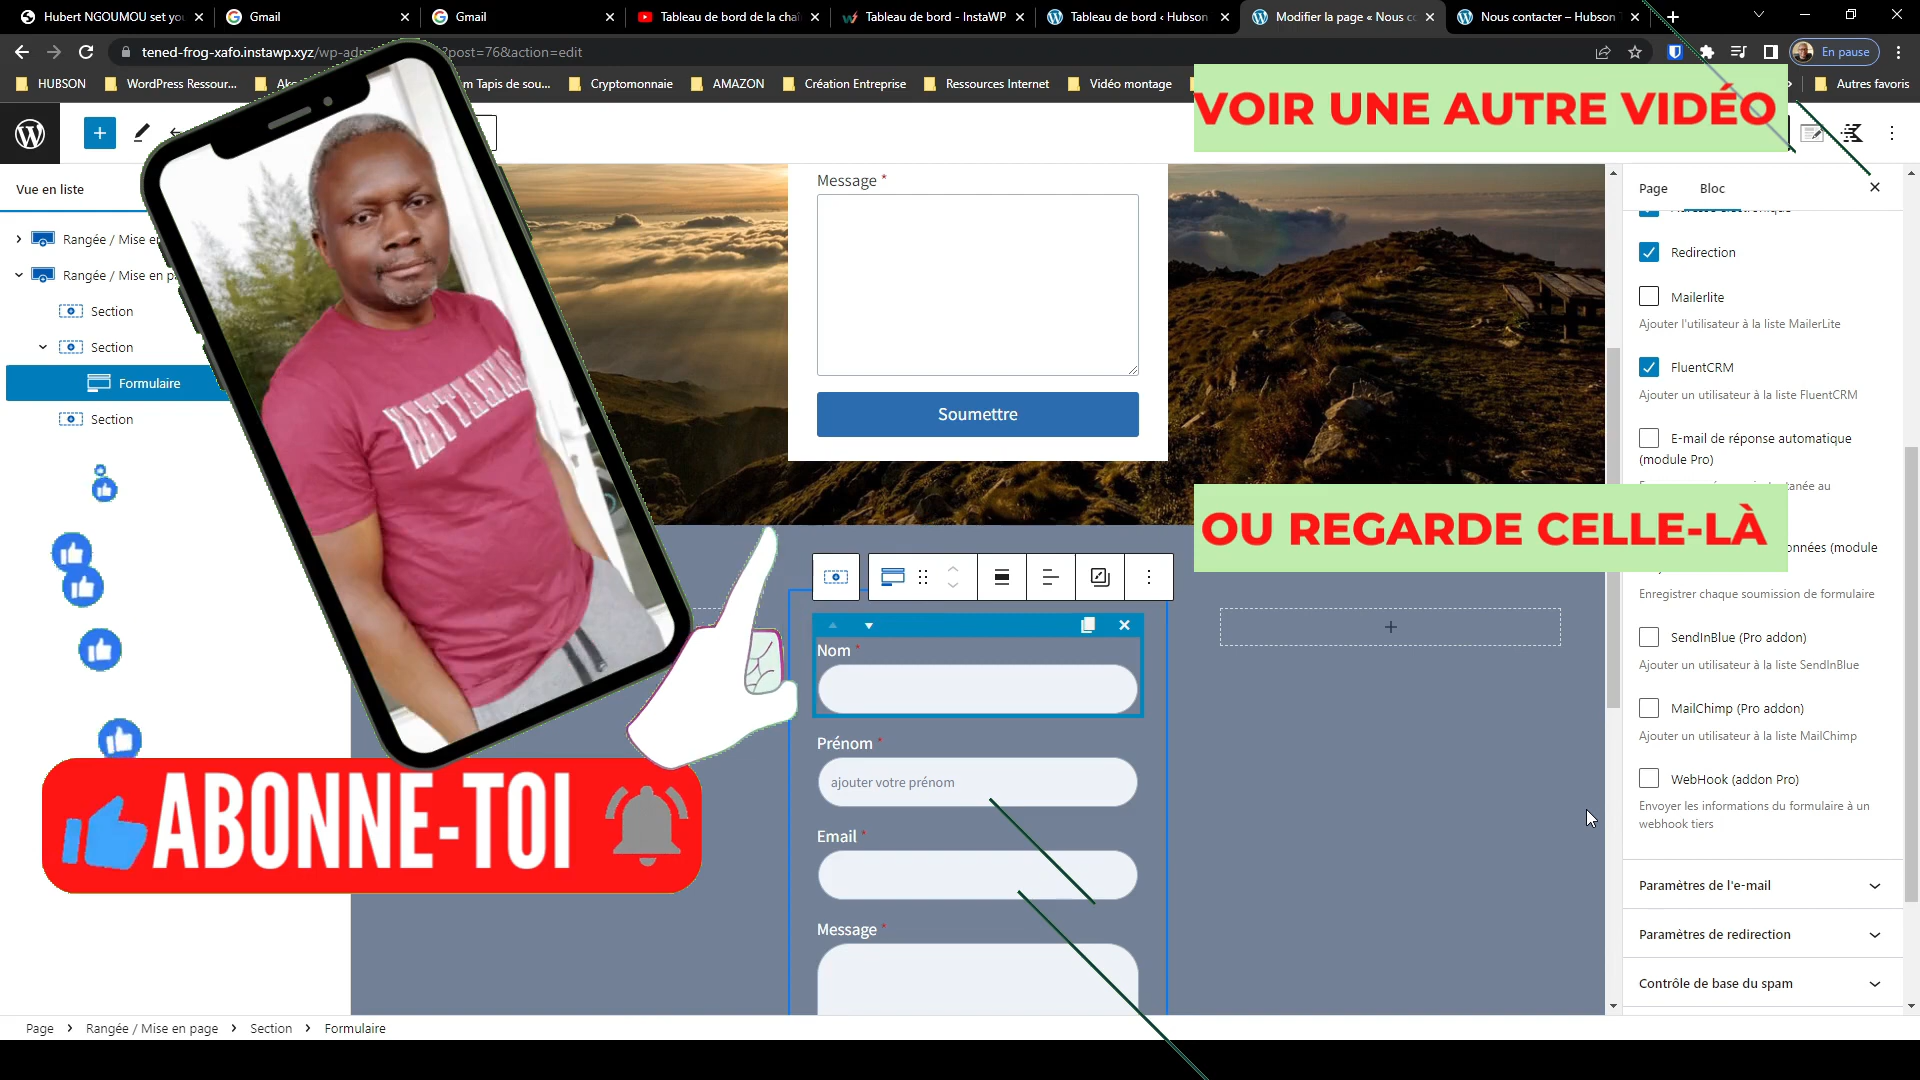 Hubert NGOUMOU set yo
Gmail
Gmail
Tableau de bord de la chaî
Tableau de bord - InstaWP
Tableau de bord ‹ Hubson
Modifier la page « Nous c
Nous contacter – Hubson
tened-frog-xafo.instawp.xyz/wp-adm
?post=76&action=edit
En pause
HUBSON
WordPress Ressour...
m Tapis de sou...
Cryptomonnaie
AMAZON
Création Entreprise
Ressources Internet
Vidéo montage
Autres favoris
VOIR UNE AUTRE VIDÉO
Vue en liste
Page
Bloc
Message *
Redirection
Rangée / Mise e
Rangée / Mise en p
Section
Section
Formulaire
Section
Mailerlite
Ajouter l'utilisateur à la liste MailerLite
FluentCRM
Ajouter un utilisateur à la liste FluentCRM
Soumettre
E-mail de réponse automatique
(module Pro)
tanée au
HATTANY
OU REGARDE CELLE-LÀ
onnées (module
Enregistrer chaque soumission de formulaire
SendInBlue (Pro addon)
Ajouter un utilisateur à la liste SendInBlue
MailChimp (Pro addon)
Ajouter un utilisateur à la liste MailChimp
WebHook (addon Pro)
Envoyer les informations du formulaire à un
webhook tiers
Nom *
Prénom *
ajouter votre prénom
Email *
Message *
ABONNE-TOI
Paramètres de l'e-mail
Paramètres de redirection
Contrôle de base du spam
Page
Rangée / Mise en page
Section
Formulaire